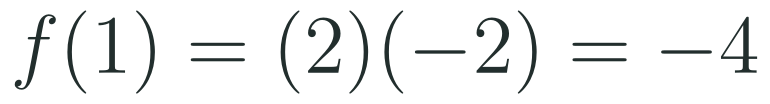 f(1) = (2)(−2) = −4